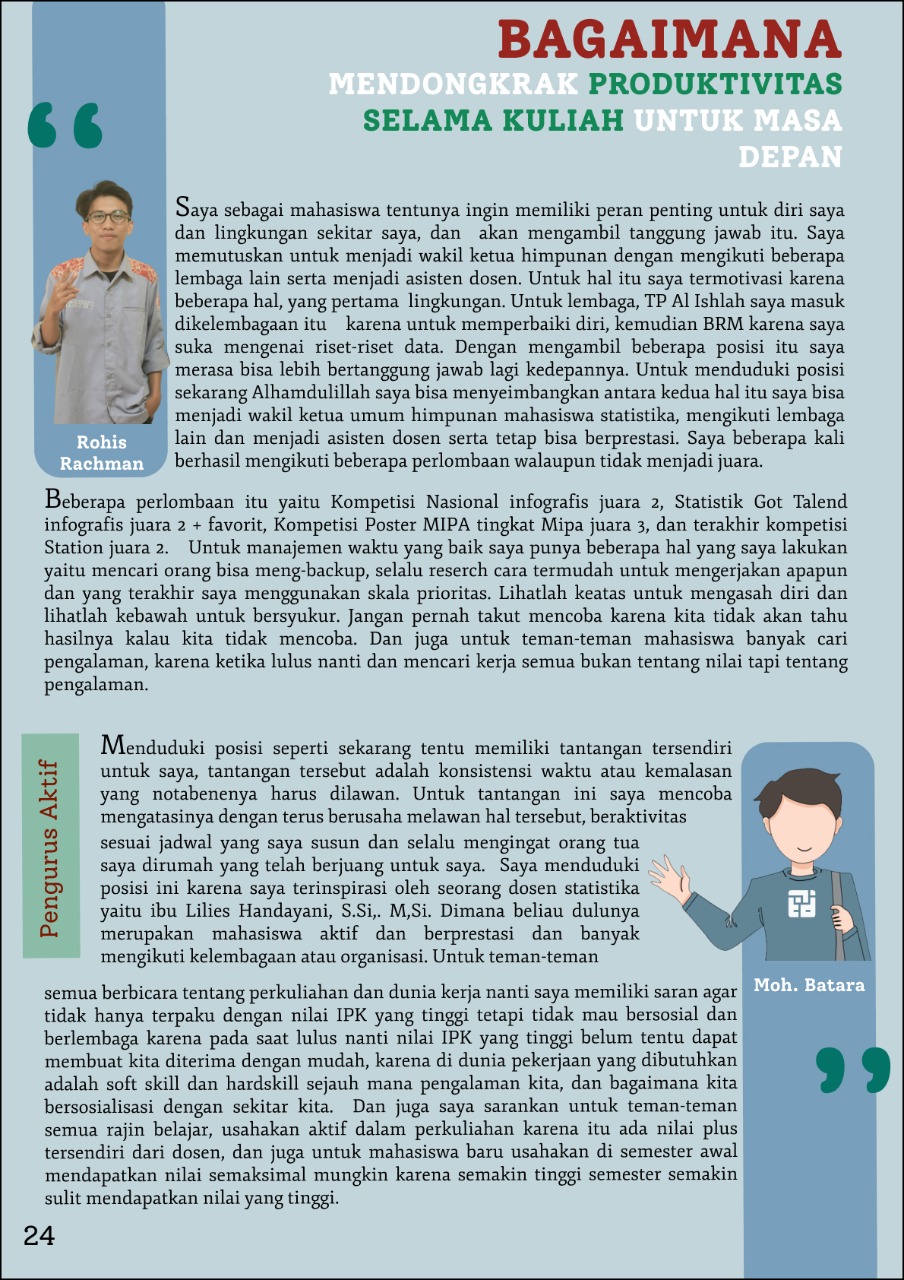 BAGAIMANA
MENDONGKRAK PRODUKTIVITAS
SELAMA KULIAH UNTUK MASA
DEPAN
Saya sebagai mahasiswa tentunya ingin memiliki peran penting untuk diri saya
dan lingkungan sekitar saya, dan akan mengambil tanggung jawab itu. Saya
memutuskan untuk menjadi wakil ketua himpunan dengan mengikuti beberapa
lembaga lain serta menjadi asisten dosen. Untuk hal itu saya termotivasi karena
beberapa hal, yang pertama lingkungan. Untuk lembaga, TP Al Ishlah saya masuk
dikelembagaan itu karena untuk memperbaiki diri, kemudian BRM karena saya
suka mengenai riset-riset data. Dengan mengambil beberapa posisi itu saya
merasa bisa lebih bertanggung jawab lagi kedepannya. Untuk menduduki posisi
sekarang Alhamdulillah saya bisa menyeimbangkan antara kedua hal itu saya bisa
menjadi wakil ketua umum himpunan mahasiswa statistika, mengikuti lembaga
lain dan menjadi asisten dosen serta tetap bisa berprestasi. Saya beberapa kali
berhasil mengikuti beberapa perlombaan walaupun tidak menjadi juara.
Rohis
Rachman
Beberapa perlombaan itu yaitu Kompetisi Nasional infografis juara 2, Statistik Got Talend
infografis juara 2 + favorit, Kompetisi Poster MIPA tingkat Mipa juara 3, dan terakhir kompetisi
Station juara 2. Untuk manajemen waktu yang baik saya punya beberapa hal yang saya lakukan
yaitu mencari orang bisa meng-backup, selalu reserch cara termudah untuk mengerjakan apapun
dan yang terakhir saya menggunakan skala prioritas. Lihatlah keatas untuk mengasah diri dan
lihatlah kebawah untuk bersyukur. Jangan pernah takut mencoba karena kita tidak akan tahu
hasilnya kalau kita tidak mencoba. Dan juga untuk teman-teman mahasiswa banyak cari
pengalaman, karena ketika lulus nanti dan mencari kerja semua bukan tentang nilai tapi tentang
pengalaman.
Pengurus Aktif
Menduduki posisi seperti sekarang tentu memiliki tantangan tersendiri
untuk saya, tantangan tersebut adalah konsistensi waktu atau kemalasan
yang notabenenya harus dilawan. Untuk tantangan ini saya mencoba
mengatasinya dengan terus berusaha melawan hal tersebut, beraktivitas
sesuai jadwal yang saya susun dan selalu mengingat orang tua
saya dirumah yang telah berjuang untuk saya. Saya menduduki
posisi ini karena saya terinspirasi oleh seorang dosen statistika
yaitu ibu Lilies Handayani, S.Si,. M,Si. Dimana beliau dulunya
merupakan mahasiswa aktif dan berprestasi dan banyak
mengikuti kelembagaan atau organisasi. Untuk teman-teman
Moh. Batara
semua berbicara tentang perkuliahan dan dunia kerja nanti saya memiliki saran agar
tidak hanya terpaku dengan nilai IPK yang tinggi tetapi tidak mau bersosial dan
berlembaga karena pada saat lulus nanti nilai IPK yang tinggi belum tentu dapat
membuat kita diterima dengan mudah, karena di dunia pekerjaan yang dibutuhkan
adalah soft skill dan hardskill sejauh mana pengalaman kita, dan bagaimana kita
bersosialisasi dengan sekitar kita. Dan juga saya sarankan untuk teman-teman
semua rajin belajar, usahakan aktif dalam perkuliahan karena itu ada nilai plus
tersendiri dari dosen, dan juga untuk mahasiswa baru usahakan di semester awal
mendapatkan nilai semaksimal mungkin karena semakin tinggi semester semakin
sulit mendapatkan nilai yang tinggi.
24